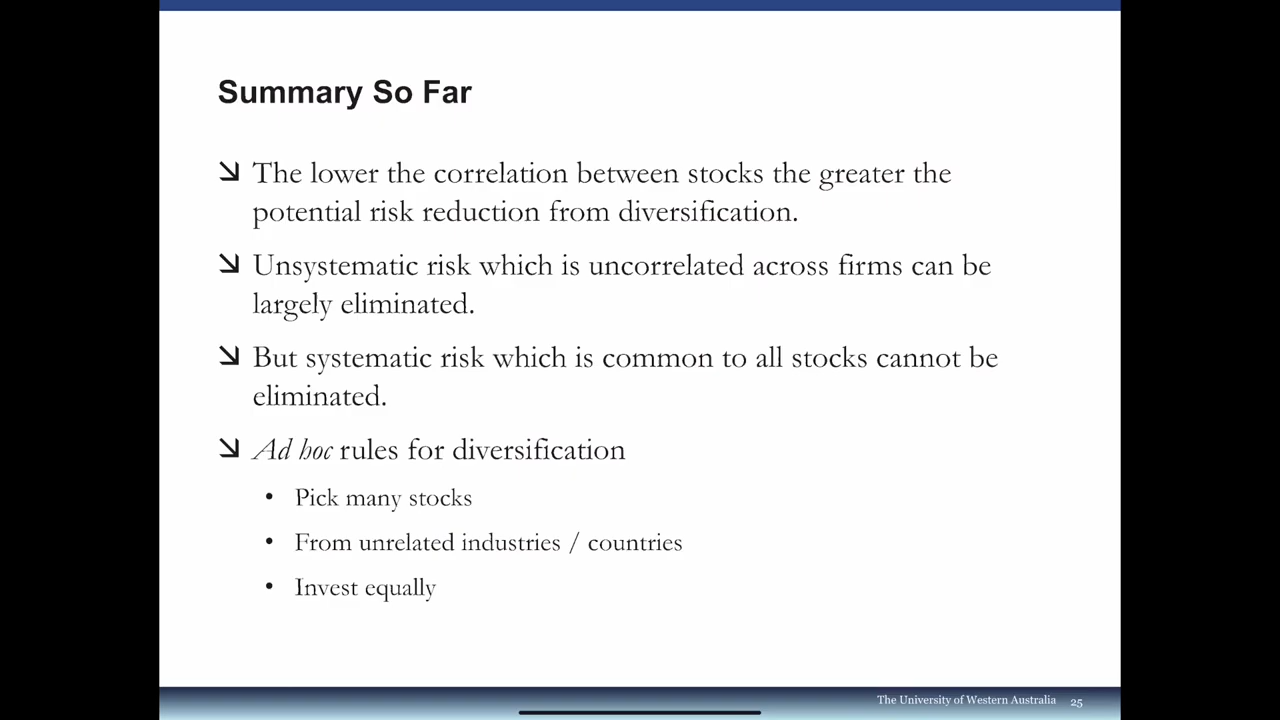 Summary So Far
The lower the correlation between stocks the greater the
potential risk reduction from diversification.
Unsystematic risk which is uncorrelated across firms can be
largely eliminated.
But systematic risk which is common to all stocks cannot be
eliminated.
Ad hoc rules for diversification
• Pick many stocks
• From unrelated industries / countries
• Invest equally
The University of Western Australia 25